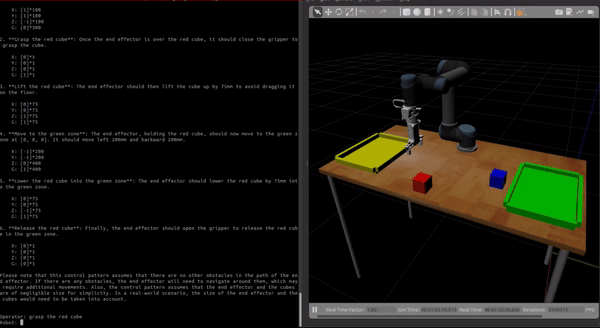 X: [1]*100
Y: [1]*100
Z: [-1]*100
G: [0]*300
2. **Grasp the red cube**: Once the end effector is over the red cube, it should close the gripper to
grasp the cube.
X: [0]*1
Y: [0]*1
Z: [0]*1
G: [1]*1
3. **Lift the red cube**: The end effector should then lift the cube up by 75mm to avoid dragging it
on the floor.
X: [0]*75
Y: [0]*75
Z: [1]*75
G: [1]*75
4. **Move to the green zone**: The end effector, holding the red cube, should now move to the green z
one at [0, 0, 0]. It should move left 200mm and backward 200mm.
X: [-1]*200
Y: [-1]*200
Z: [0]*400
G: [1]*400
5. **Lower the red cube into the green zone**: The end effector should lower the red cube by 75mm int
o the green zone.
X: [0]*75
Y: [0]*75
Z: [-1]*75
G: [1]*75
6. **Release the red cube**: Finally, the end effector should open the gripper to release the red cub
e in the green zone.
X: [0]*1
Y: [0]*1
Z: [0]*1
G: [0]*1
Please note that this control pattern assumes that there are no other obstacles in the path of the en
d effector. If there are any obstacles, the end effector will need to navigate around them, which may
require additional movements. Also, the control pattern assumes that the end effector and the cubes
are of negligible size for simplicity. In a real-world scenario, the size of the end effector and the
cubes would need to be taken into account.
Operator: grasp the red cube
Robot:
Real Time Factor:
Sim Time:
Real Time:
Iterations:
FPS: